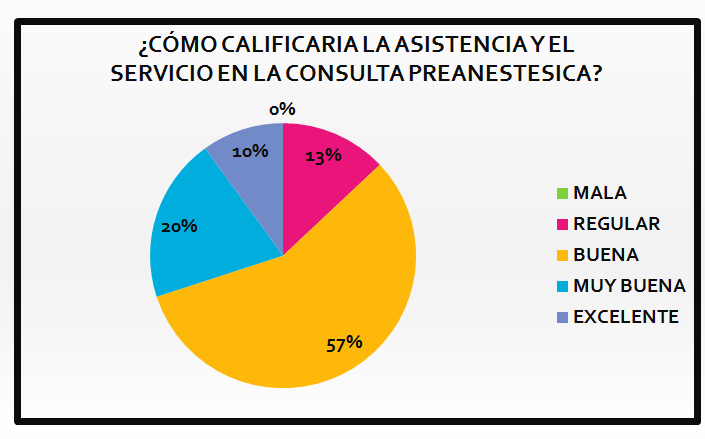 ¿CÓMO CALIFICARIA LA ASISTENCIA Y EL
SERVICIO EN LA CONSULTA PREANESTESICA?
0%
10%
13%
20%
57%
MALA
REGULAR
BUENA
MUY BUENA
EXCELENTE